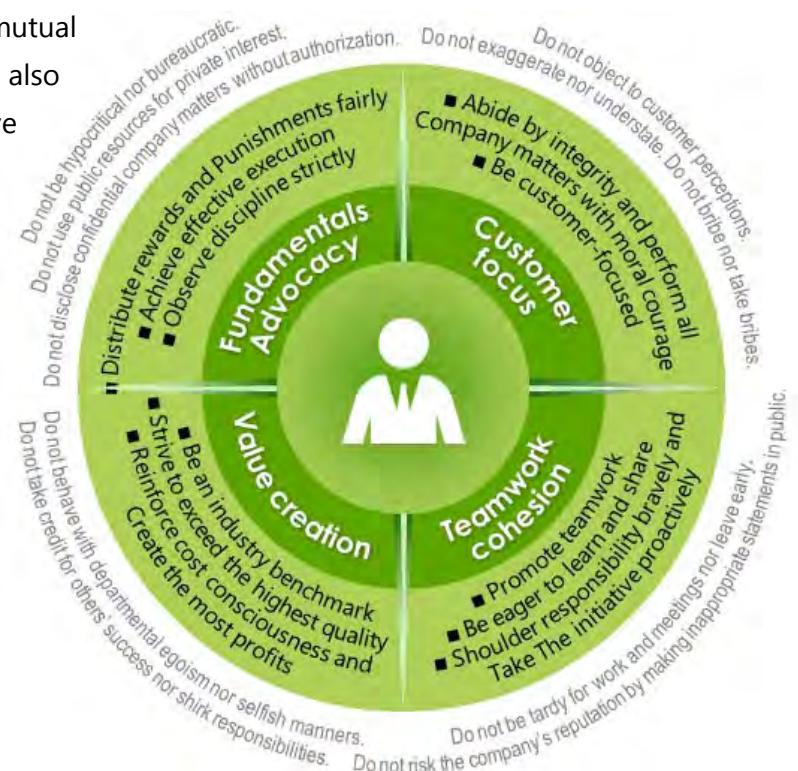 mutual
also
ve
Do not be hypocritical nor bureaucratic.
Do not use public resources for private interest.
Do not disclose confidential company matters without authorization.
■ Distribute rewards and Punishments fairly
■ Achieve effective execution
■ Observe discipline strictly
Fundamentals
Advocacy
Do not object to customer perceptions.
Do not exaggerate nor understate. Do not bribe nor take bribes.
■ Abide by integrity and perform all
Company matters with moral courage
■ Be customer-focused
Customer
focus
Value creation
■ Be an industry benchmark
■ Strive to exceed the highest quality
■ Reinforce cost consciousness and
Create the most profits
Do not behave with departmental egoism nor selfish manners.
Do not take credit for others' success nor shirk responsibilities.
Teamwork
cohesion
■ Promote teamwork
■ Be eager to learn and share
■ Shoulder responsibility bravely and
Take The initiative proactively
Do not be tardy for work and meetings nor leave early.
Do not risk the company's reputation by making inappropriate statements in public.